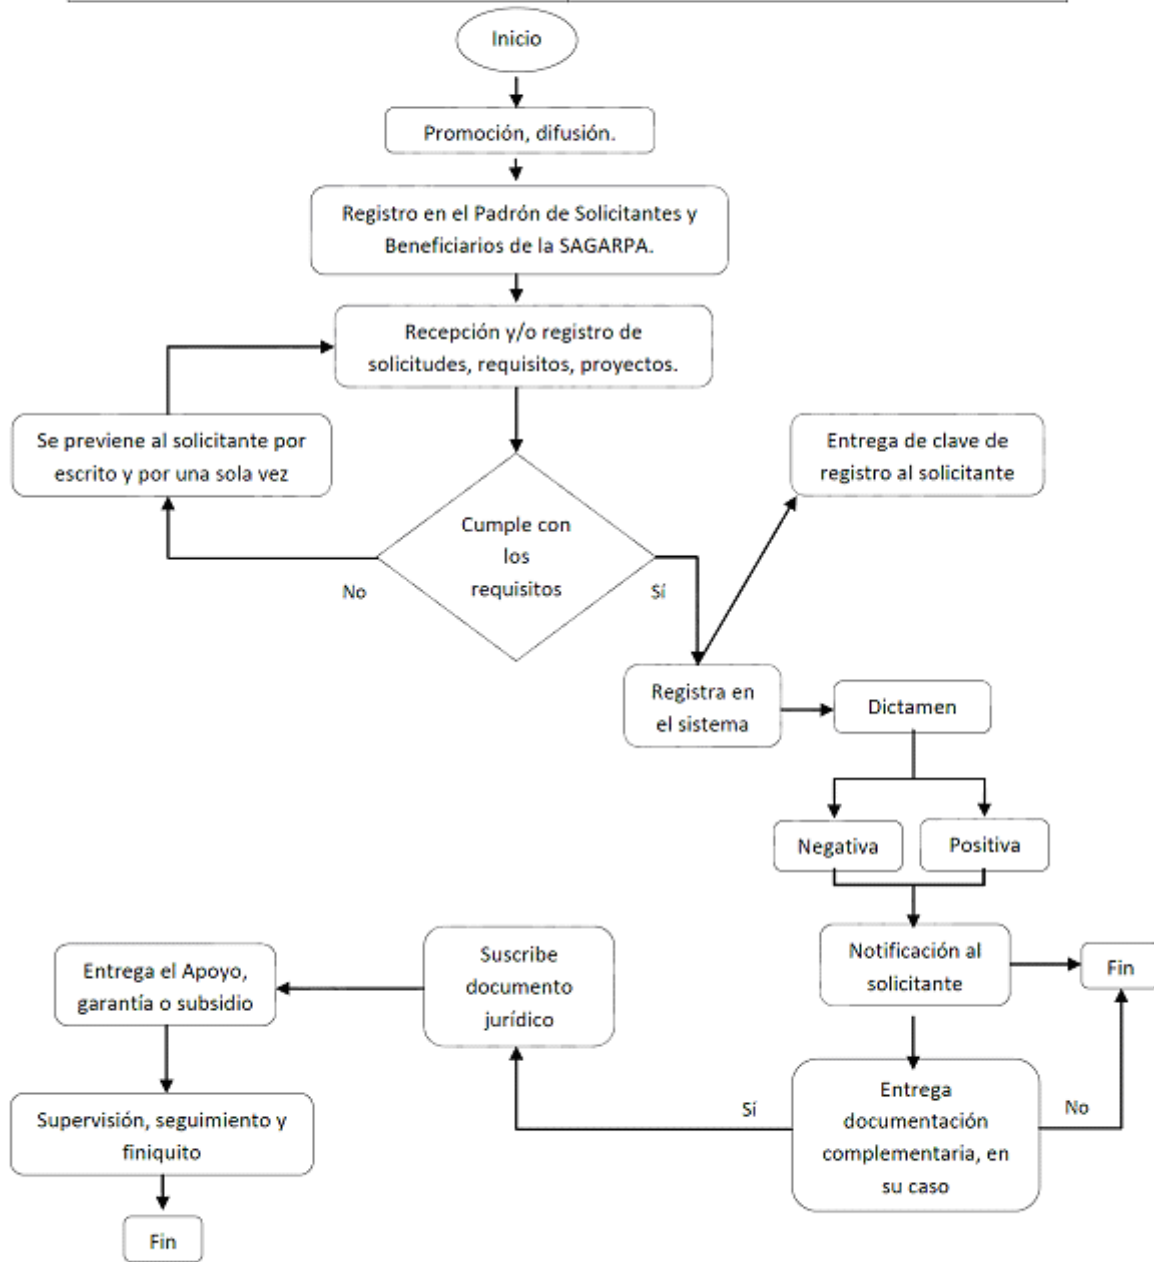 Inicio
Promoción, difusión.
Registro en el Padrón de Solicitantes y
Beneficiarios de la SAGARPA.
Recepción y/o registro de
solicitudes, requisitos, proyectos.
Se previene al solicitante por
escrito y por una sola vez
Entrega de clave de
registro al solicitante
Cumple con
los
requisitos
No
Sí
Registra en
el sistema
Dictamen
Negativa
Positiva
Notificación al
solicitante
Fin
Suscribe
documento
jurídico
Entrega el Apoyo,
garantía o subsidio
Entrega
documentación
complementaria, en
su caso
Sí
No
Supervisión, seguimiento y
finiquito
Fin